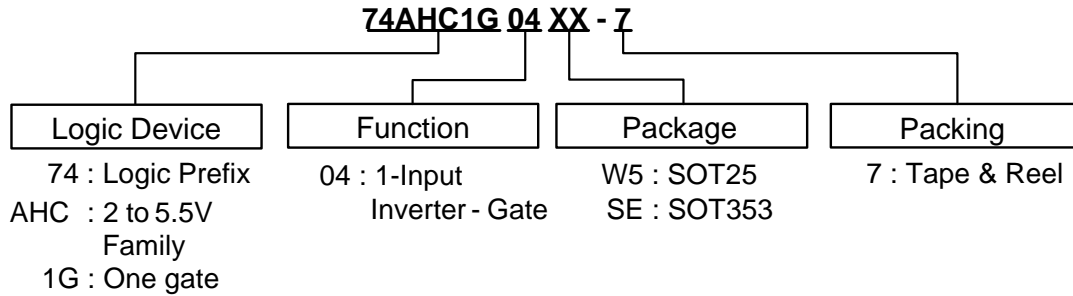 74AHC1G 04 XX - 7
Logic Device
Function
Package
Packing
74 : Logic Prefix
AHC : 2 to 5.5V
Family
1G : One gate
04 : 1-Input
Inverter - Gate
W5 : SOT25
SE : SOT353
7 : Tape & Reel